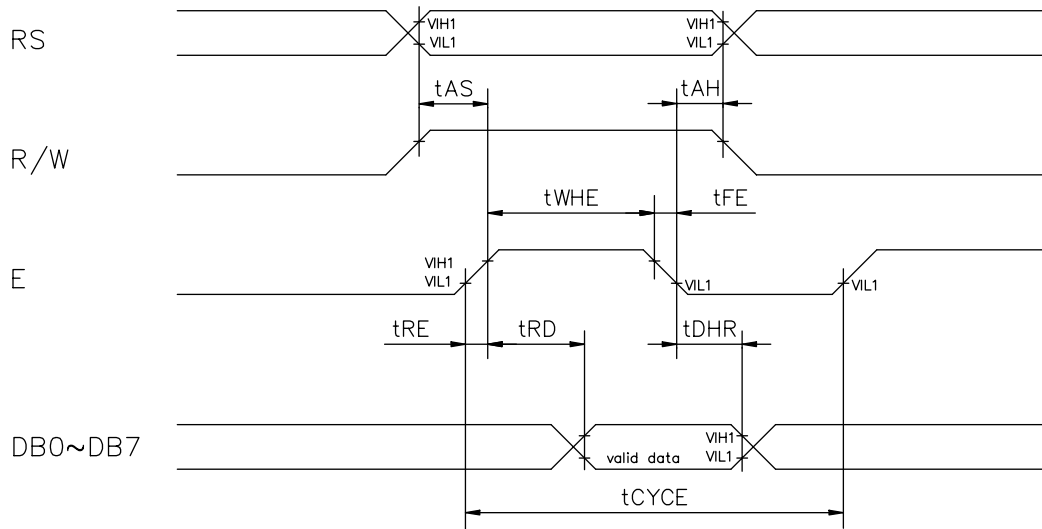 RS
VIH1
VIL1
VIH1
VIL1
tAS
tAH
R/W
tWHE
tFE
E
VIH1
VIL1
VIL1
VIL1
tRE
tRD
tDHR
DB0~DB7
valid data
VIH1
VIL1
tCYCE